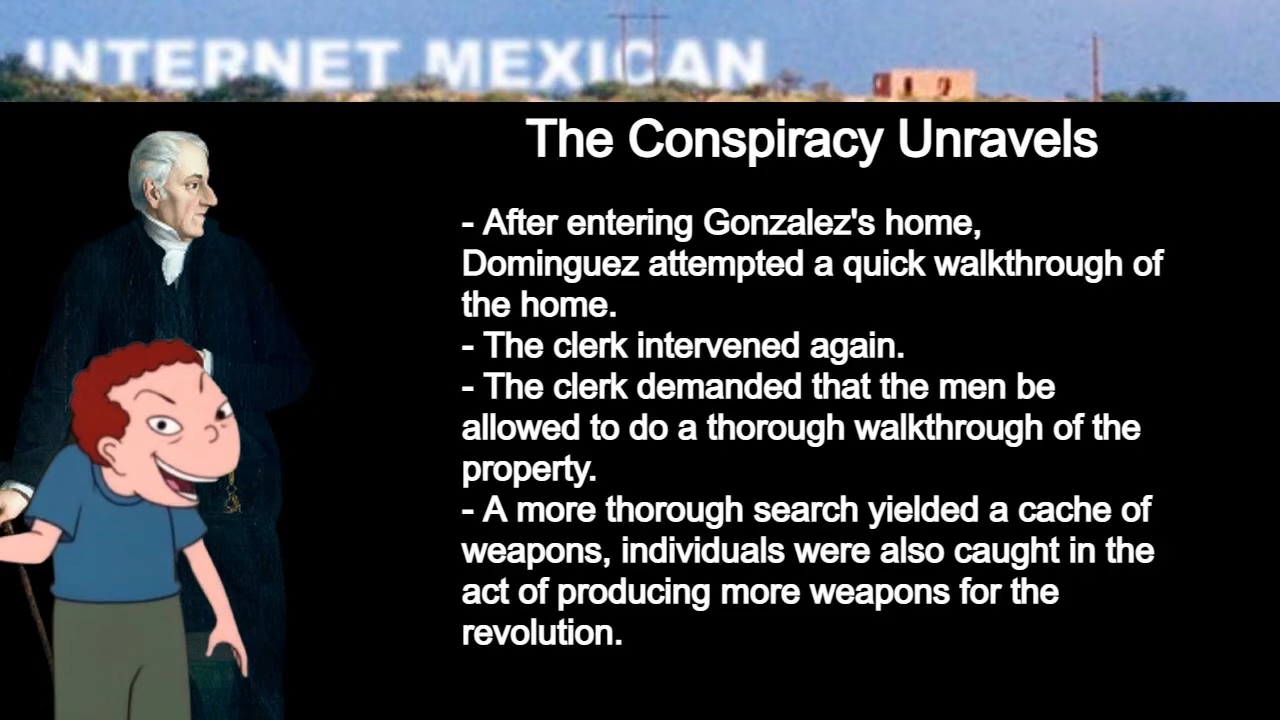 INTERNET MEXICAN
The Conspiracy Unravels
- After entering Gonzalez's home,
Dominguez attempted a quick walkthrough of
the home.
- The clerk intervened again.
- The clerk demanded that the men be
allowed to do a thorough walkthrough of the
property.
- A more thorough search yielded a cache of
weapons, individuals were also caught in the
act of producing more weapons for the
revolution.